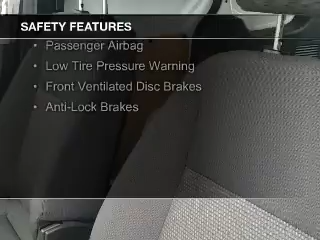 SAFETY FEATURES
• Passenger Airbag
• Low Tire Pressure Warning
• Front Ventilated Disc Brakes
• Anti-Lock Brakes